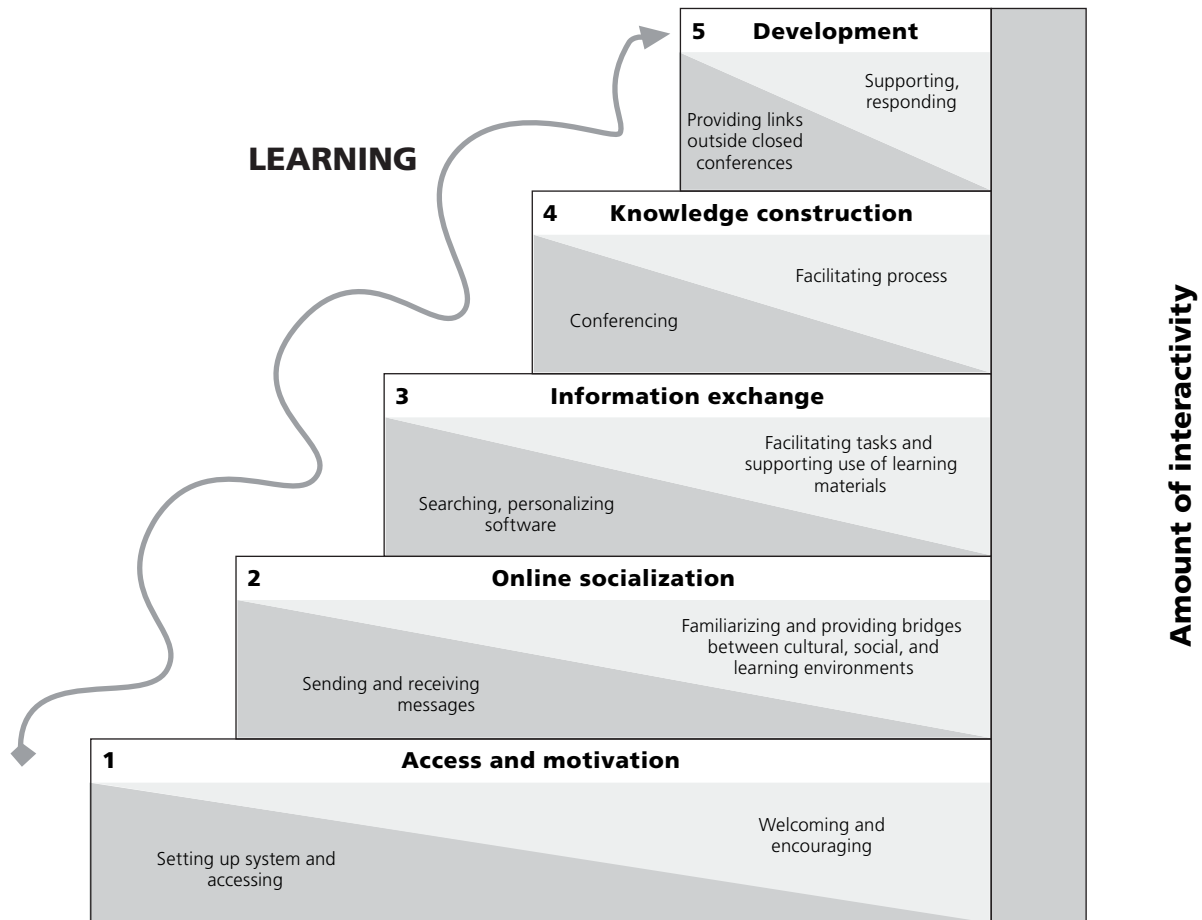 5 Development
Supporting,
responding
Providing links
outside closed
conferences
LEARNING
4 Knowledge construction
Facilitating process
Conferencing
3 Information exchange
Facilitating tasks and
supporting use of learning
materials
Searching, personalizing
software
2 Online socialization
Familiarizing and providing bridges
between cultural, social, and
learning environments
Sending and receiving
messages
1 Access and motivation
Welcoming and
encouraging
Setting up system and
accessing
Amount of interactivity